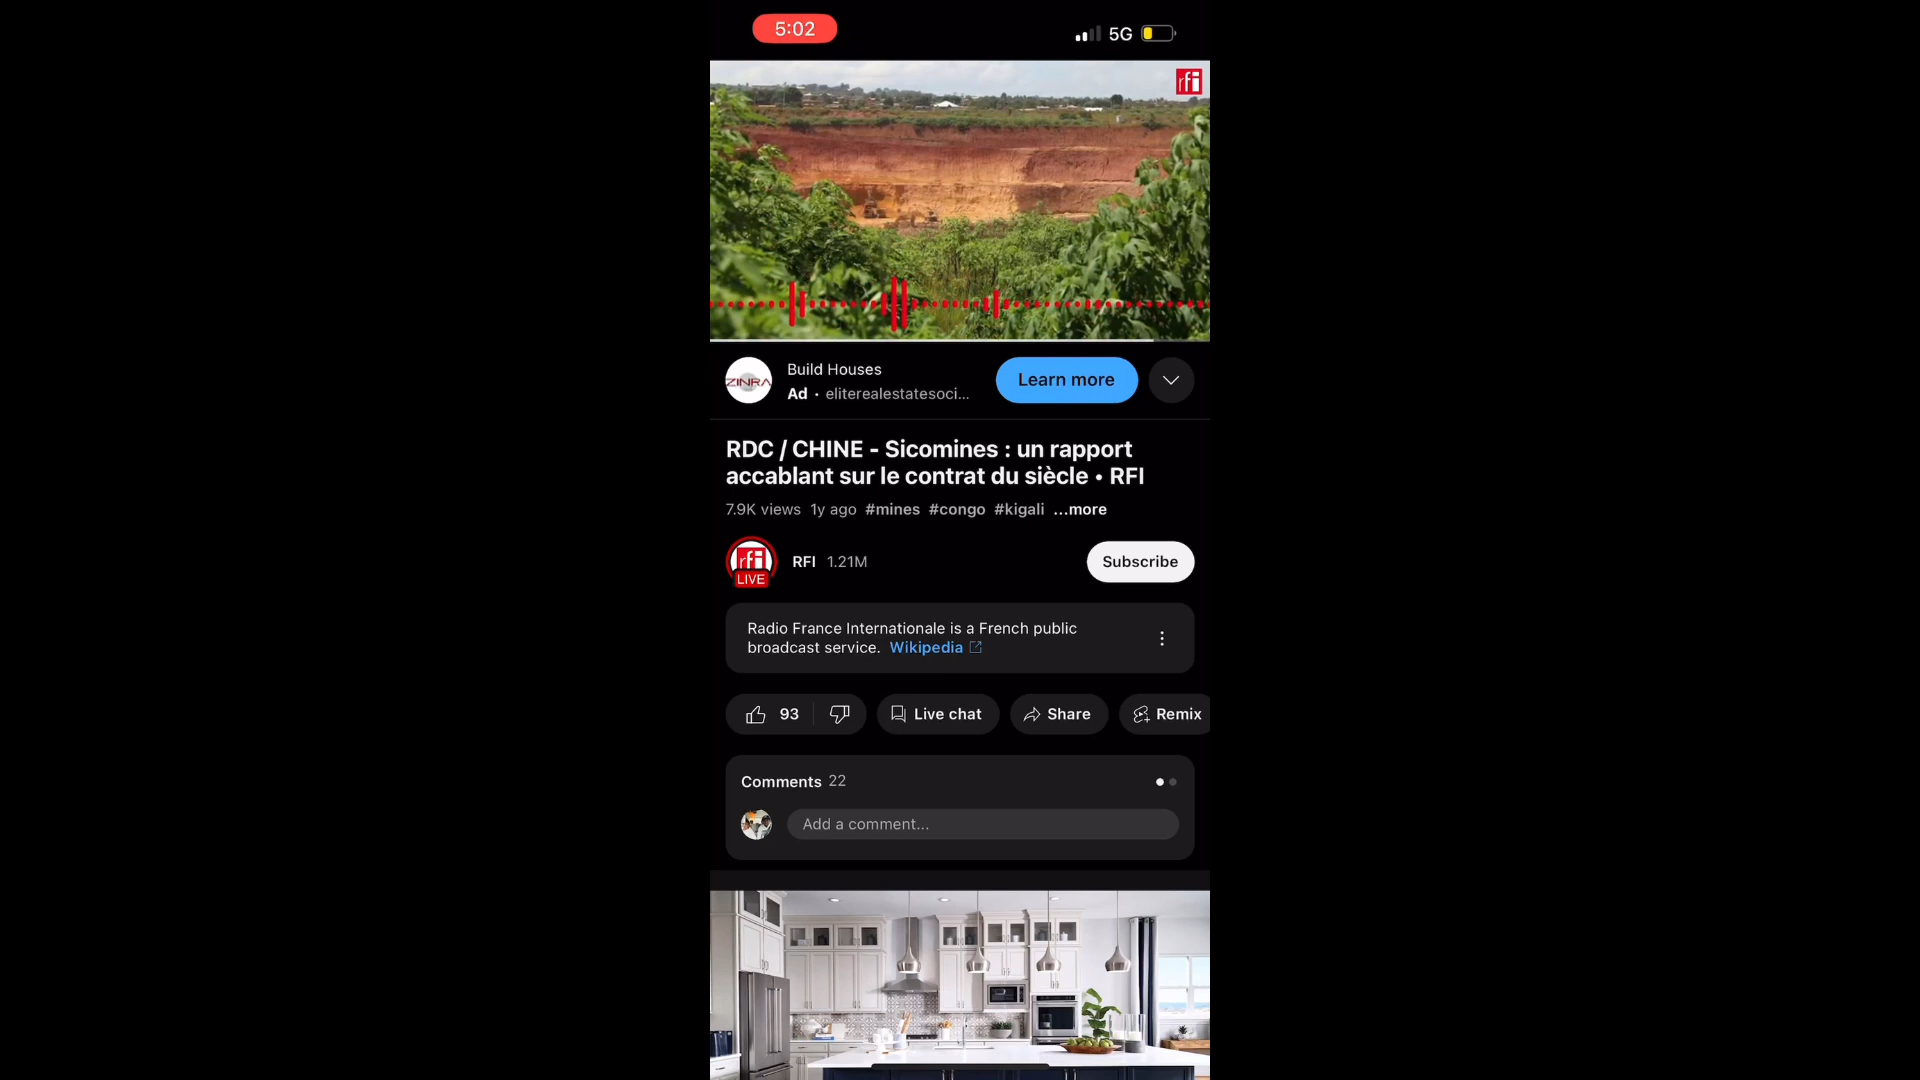 5:02
5G
rfi
ZINRA
Build Houses
Ad • eliterealestatesoci...
Learn more
RDC / CHINE - Sicomines : un rapport
accablant sur le contrat du siècle • RFI
7.9K views 1y ago #mines #congo #kigali ...more
rfi
LIVE
RFI 1.21M
Subscribe
Radio France Internationale is a French public
broadcast service. Wikipedia
93
Live chat
Share
Remix
Comments 22
Add a comment...